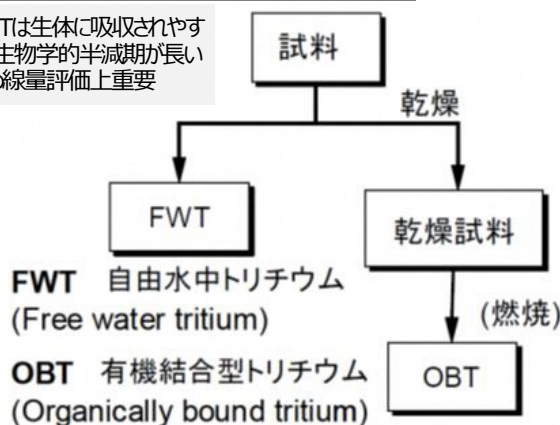 Tは生体に吸収されやす
生物学的半減期が長い
線量評価上重要
試料
乾燥
FWT
乾燥試料
FWT 自由水中トリチウム
(Free water tritium)
(燃焼)
OBT 有機結合型トリチウム
(Organically bound tritium)
OBT